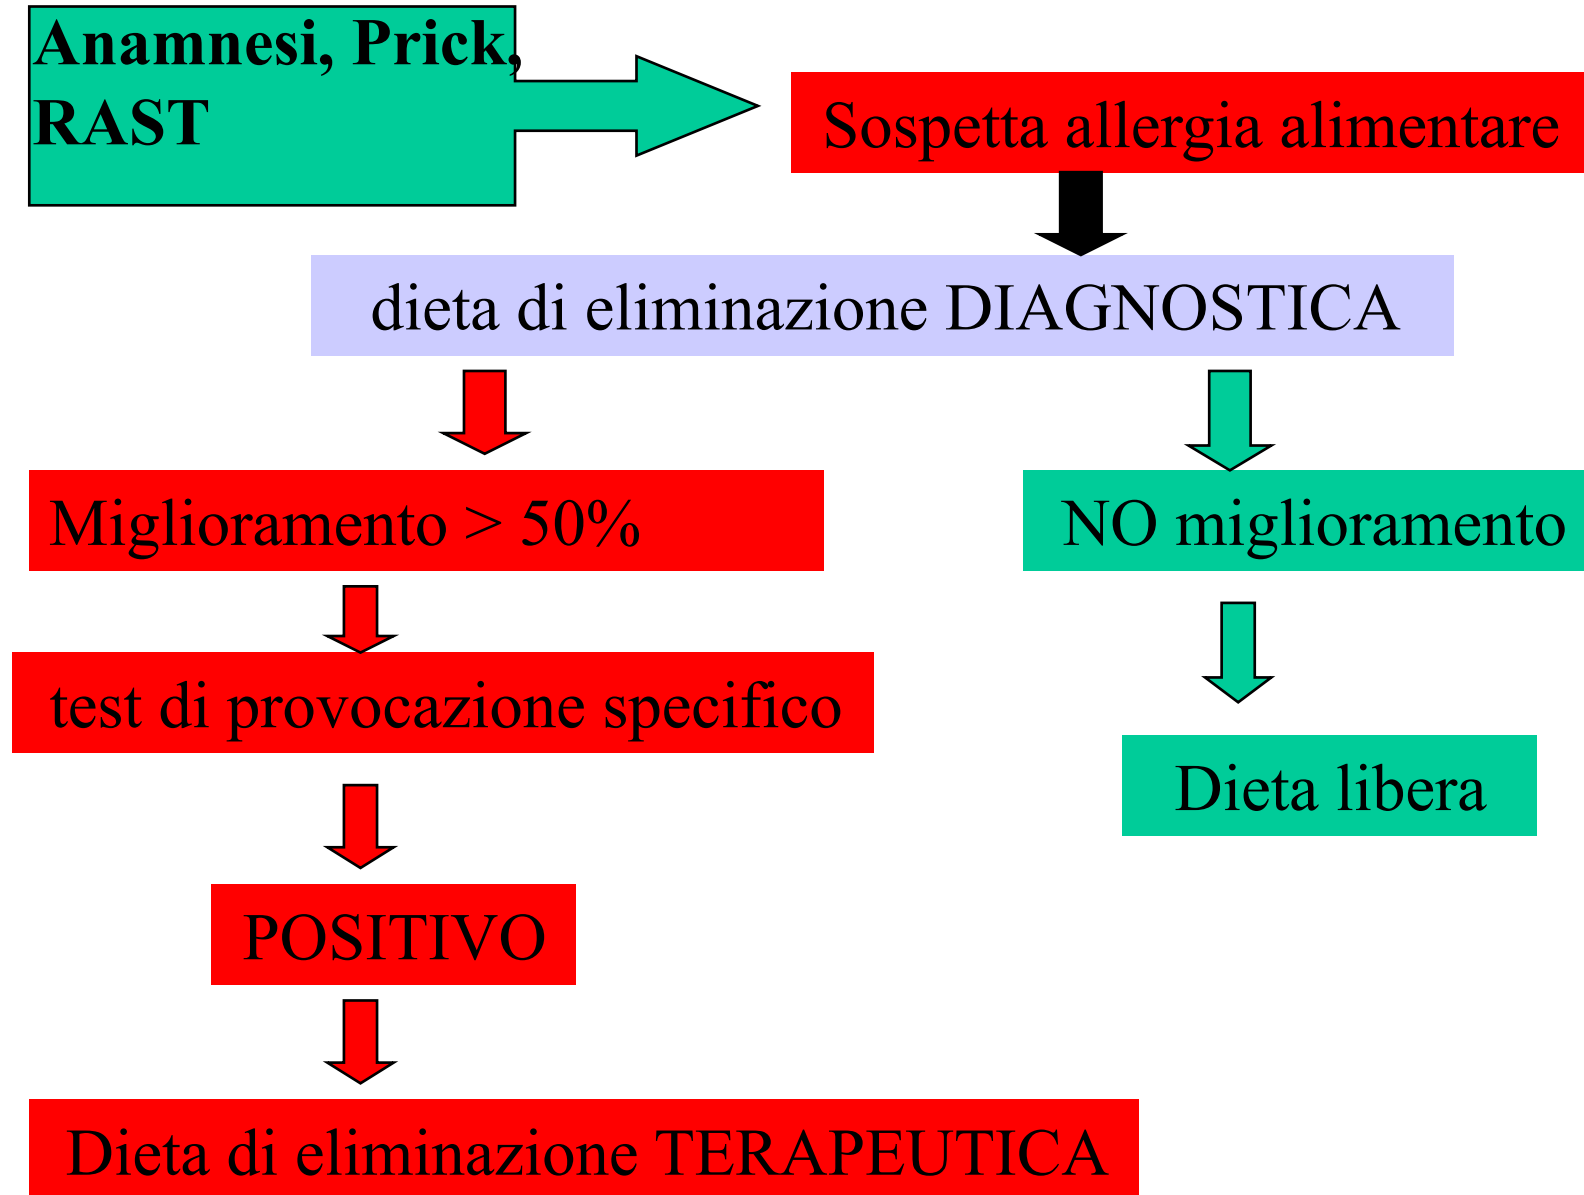 Anamnesi, Prick,
RAST
Sospetta allergia alimentare
dieta di eliminazione DIAGNOSTICA
Miglioramento > 50%
NO miglioramento
test di provocazione specifico
Dieta libera
POSITIVO
Dieta di eliminazione TERAPEUTICA